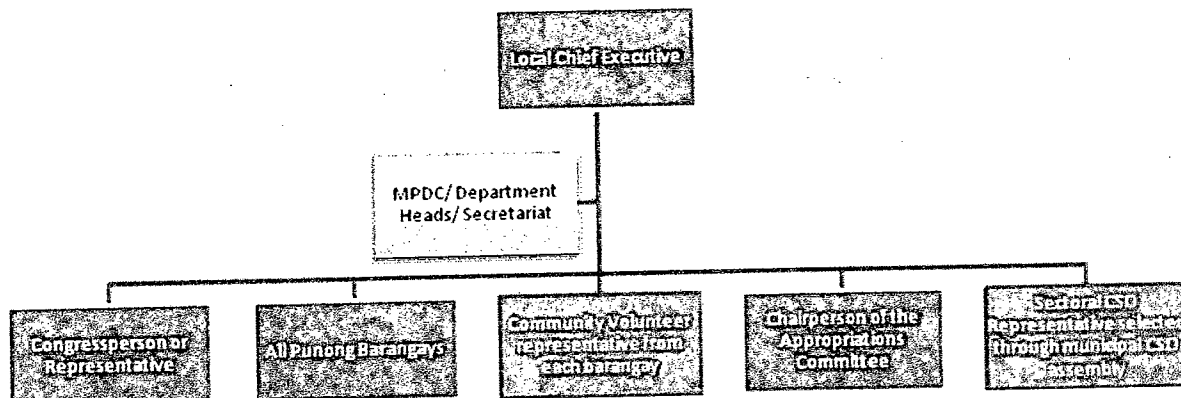 Local Chief Executive
MPDC/ Department
Heads/ Secretariat
Congressperson or
Representative
All Punong Barangays
Community Volunteer
representative from
each barangay
Chairperson of the
Appropriations
Committee
Sectoral CSO
Representative selected
through municipal CSO
assembly